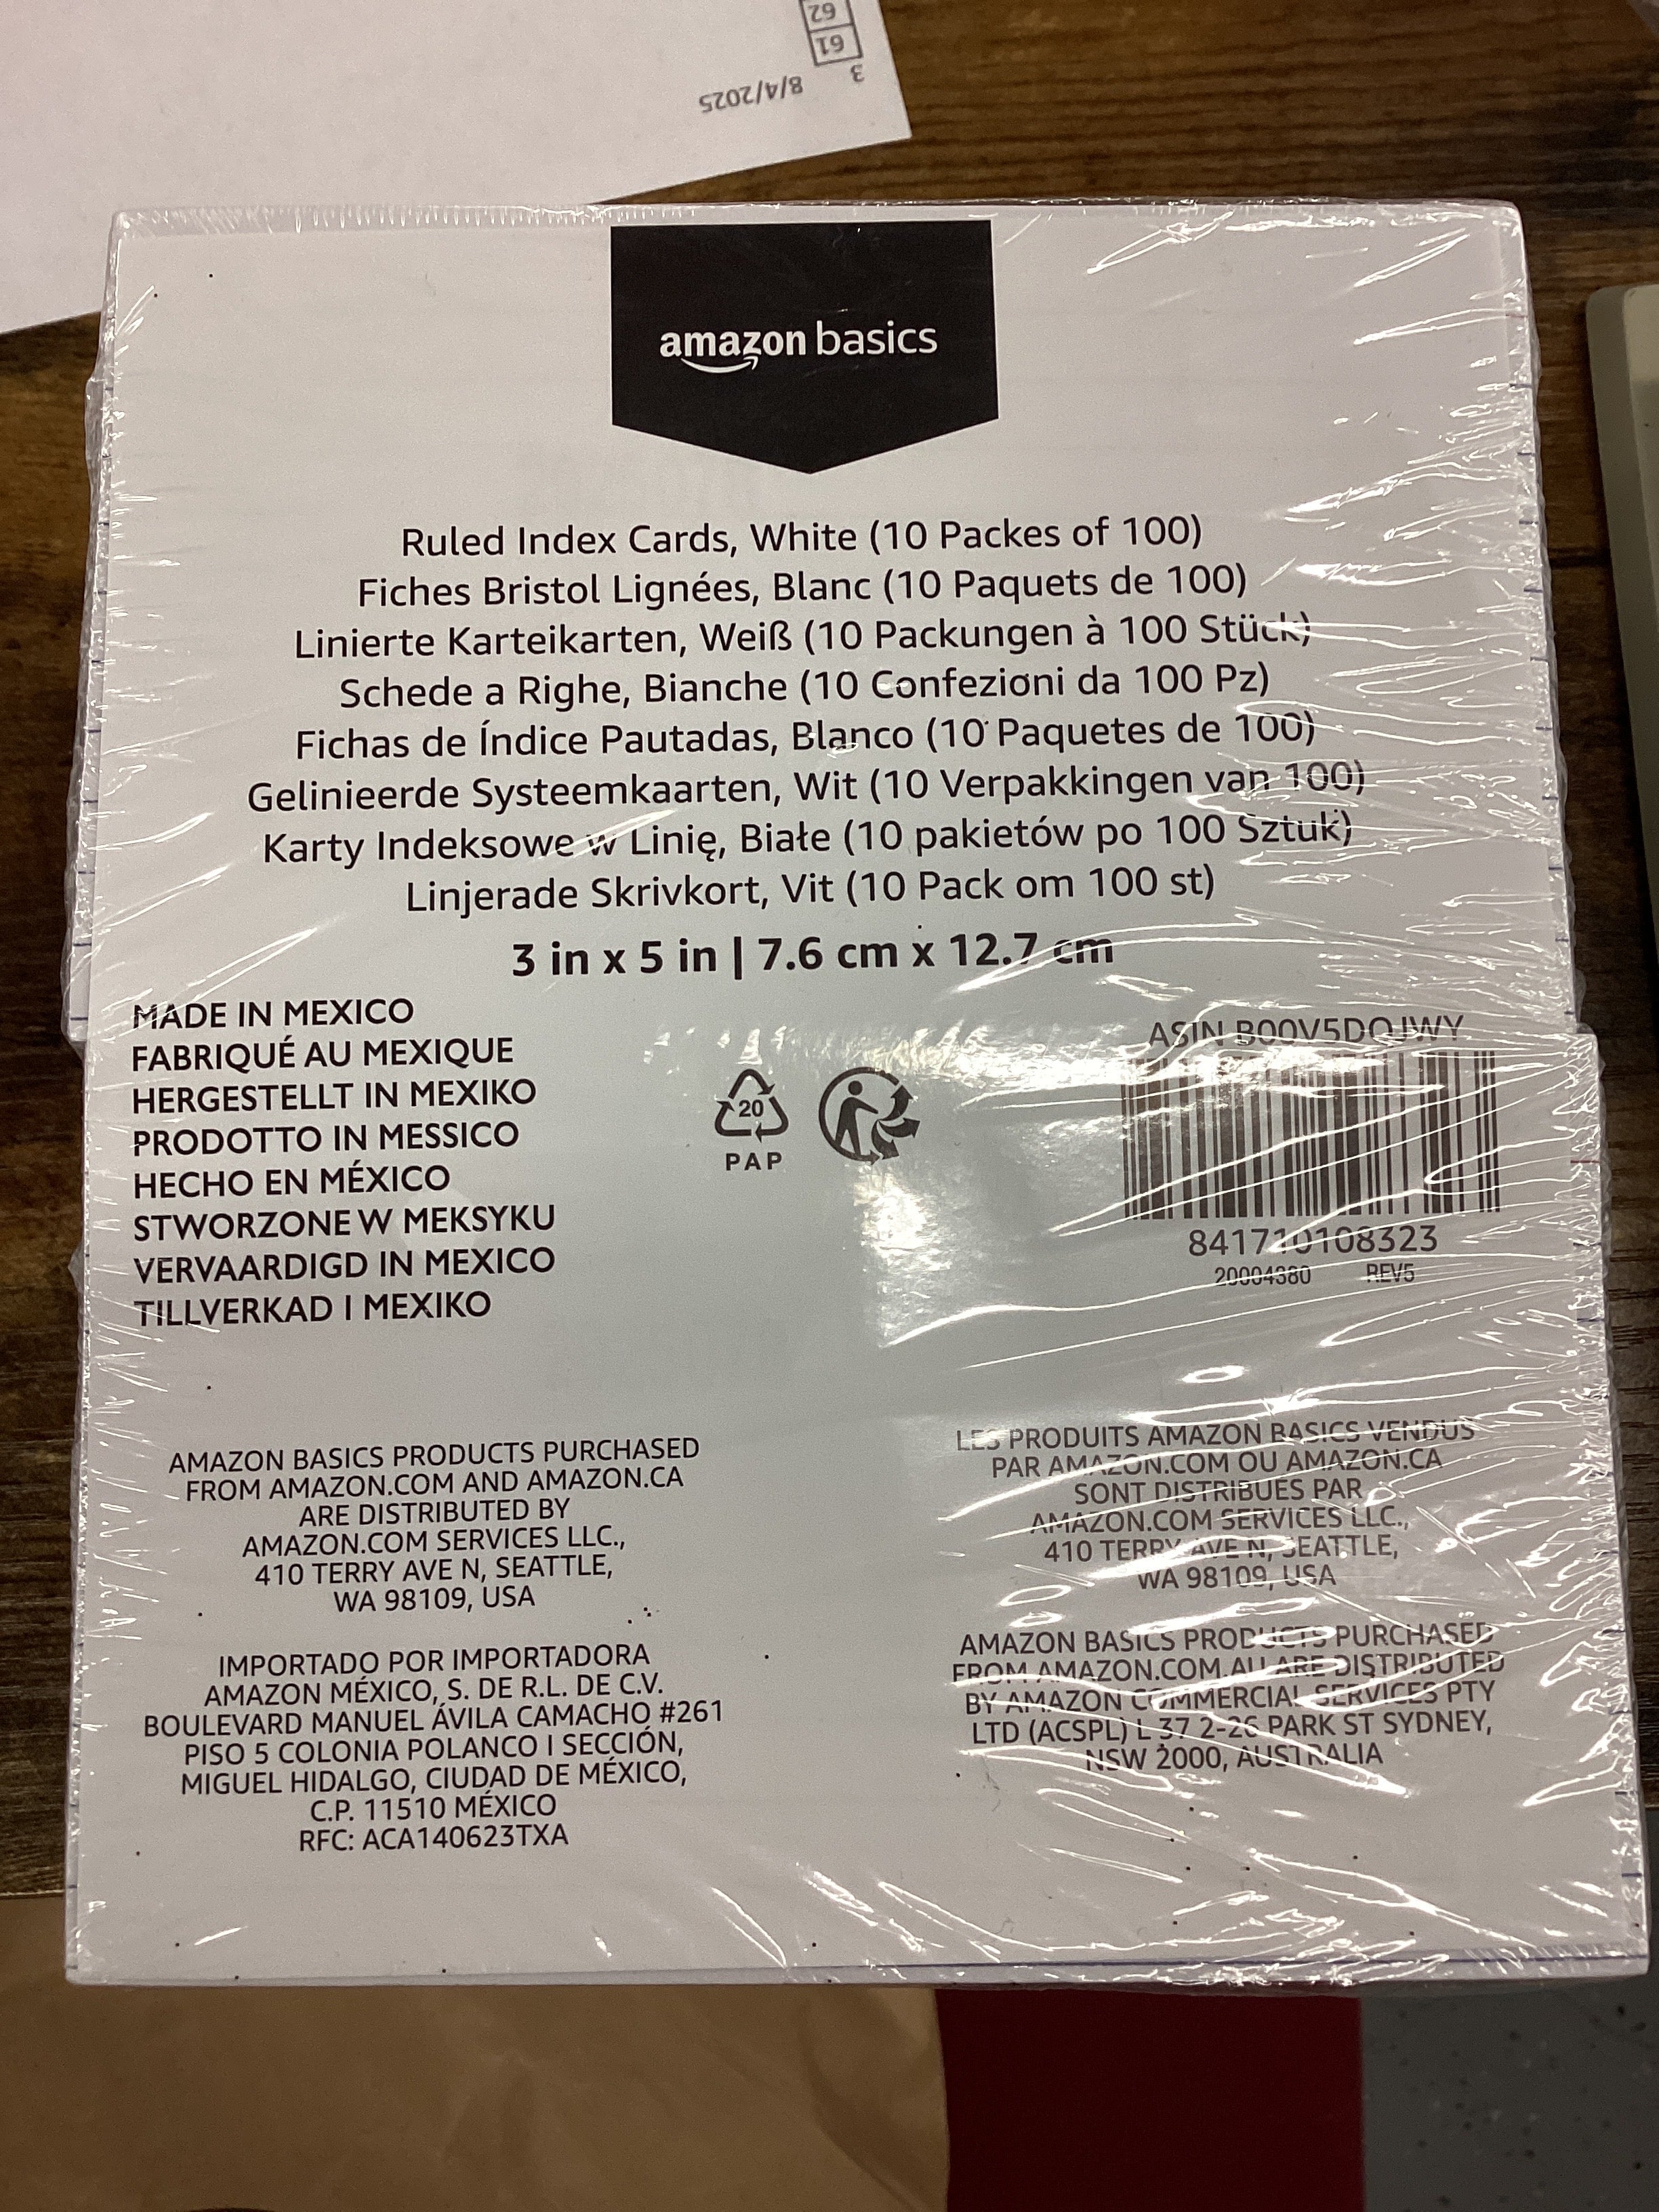 62
61
3
8/4/2025
amazon basics
Ruled Index Cards, White (10 Packes of 100)
Fiches Bristol Lignées, Blanc (10 Paquets de 100)
Linierte Karteikarten, Weiß (10 Packungen à 100 Stück)
Schede a Righe, Bianche (10 Confezioni da 100 Pz)
Fichas de Índice Pautadas, Blanco (10 Paquetes de 100)
Gelinieerde Systeemkaarten, Wit (10 Verpakkingen van 100)
Karty Indeksowe w Linię, Białe (10 pakietów po 100 Sztuk)
Linjerade Skrivkort, Vit (10 Pack om 100 st)
3 in x 5 in | 7.6 cm x 12.7 cm
MADE IN MEXICO
FABRIQUÉ AU MEXIQUE
HERGESTELLT IN MEXIKO
PRODOTTO IN MESSICO
HECHO EN MÉXICO
STWORZONE W MEKSYKU
VERVAARDIGD IN MEXICO
TILLVERKAD I MEXIKO
20
PAP
ASIN B00V5DQJWY
841710108323
20004380 REV5
AMAZON BASICS PRODUCTS PURCHASED
FROM AMAZON.COM AND AMAZON.CA
ARE DISTRIBUTED BY
AMAZON.COM SERVICES LLC.,
410 TERRY AVE N, SEATTLE,
WA 98109, USA
IMPORTADO POR IMPORTADORA
AMAZON MÉXICO, S. DE R.L. DE C.V.
BOULEVARD MANUEL ÁVILA CAMACHO #261
PISO 5 COLONIA POLANCO I SECCIÓN,
MIGUEL HIDALGO, CIUDAD DE MÉXICO,
C.P. 11510 MÉXICO
RFC: ACA140623TXA
LES PRODUITS AMAZON BASICS VENDUS
PAR AMAZON.COM OU AMAZON.CA
SONT DISTRIBUÉS PAR
AMAZON.COM SERVICES LLC.,
410 TERRY AVE N, SEATTLE,
WA 98109, USA
AMAZON BASICS PRODUCTS PURCHASED
FROM AMAZON.COM.AU ARE DISTRIBUTED
BY AMAZON COMMERCIAL SERVICES PTY
LTD (ACSPL) L 37 2-26 PARK ST SYDNEY,
NSW 2000, AUSTRALIA